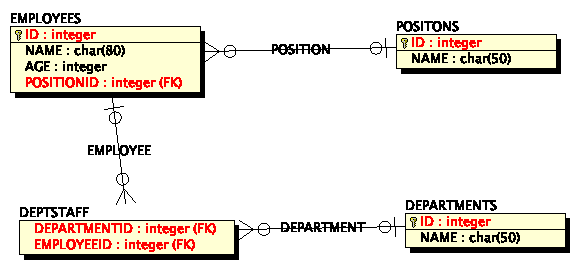 EMPLOYEES
ID : integer
NAME : char(80)
AGE : integer
POSITIONID : integer (FK)
POSITION
POSITONS
ID : integer
NAME : char(50)
EMPLOYEE
DEPTSTAFF
DEPARTMENTID : integer (FK)
EMPLOYEEID : integer (FK)
DEPARTMENT
DEPARTMENTS
ID : integer
NAME : char(50)